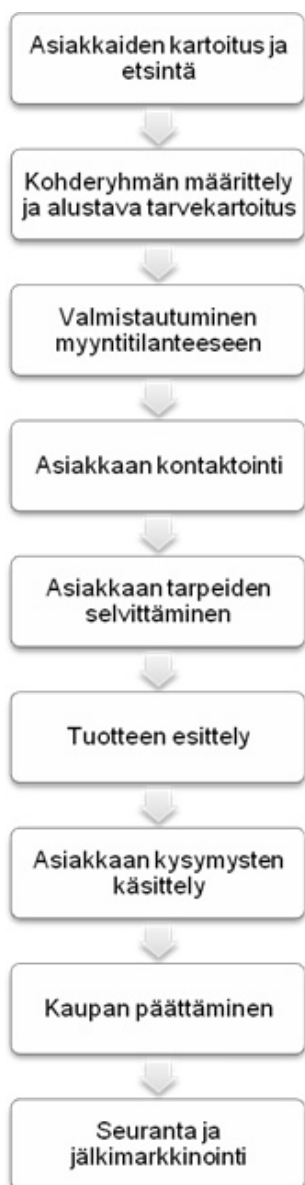 Asiakkaiden kartoitus ja
etsintä
Kohderyhmän määrittely
ja alustava tarvekartoitus
Valmistautuminen
myyntitilanteeseen
Asiakkaan kontaktointi
Asiakkaan tarpeiden
selvittäminen
Tuotteen esittely
Asiakkaan kysymysten
käsittely
Kaupan päättäminen
Seuranta ja
jälkimarkkinointi